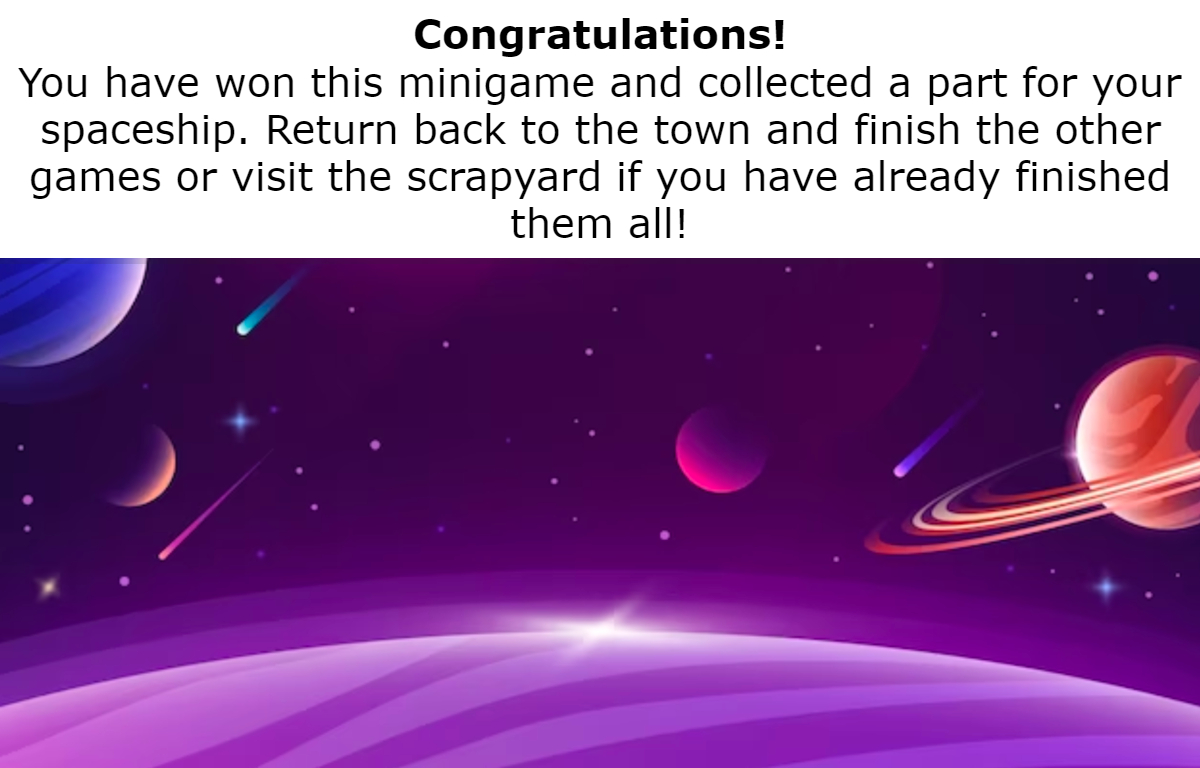 Congratulations!
You have won this minigame and collected a part for your
spaceship. Return back to the town and finish the other
games or visit the scrapyard if you have already finished
them all!